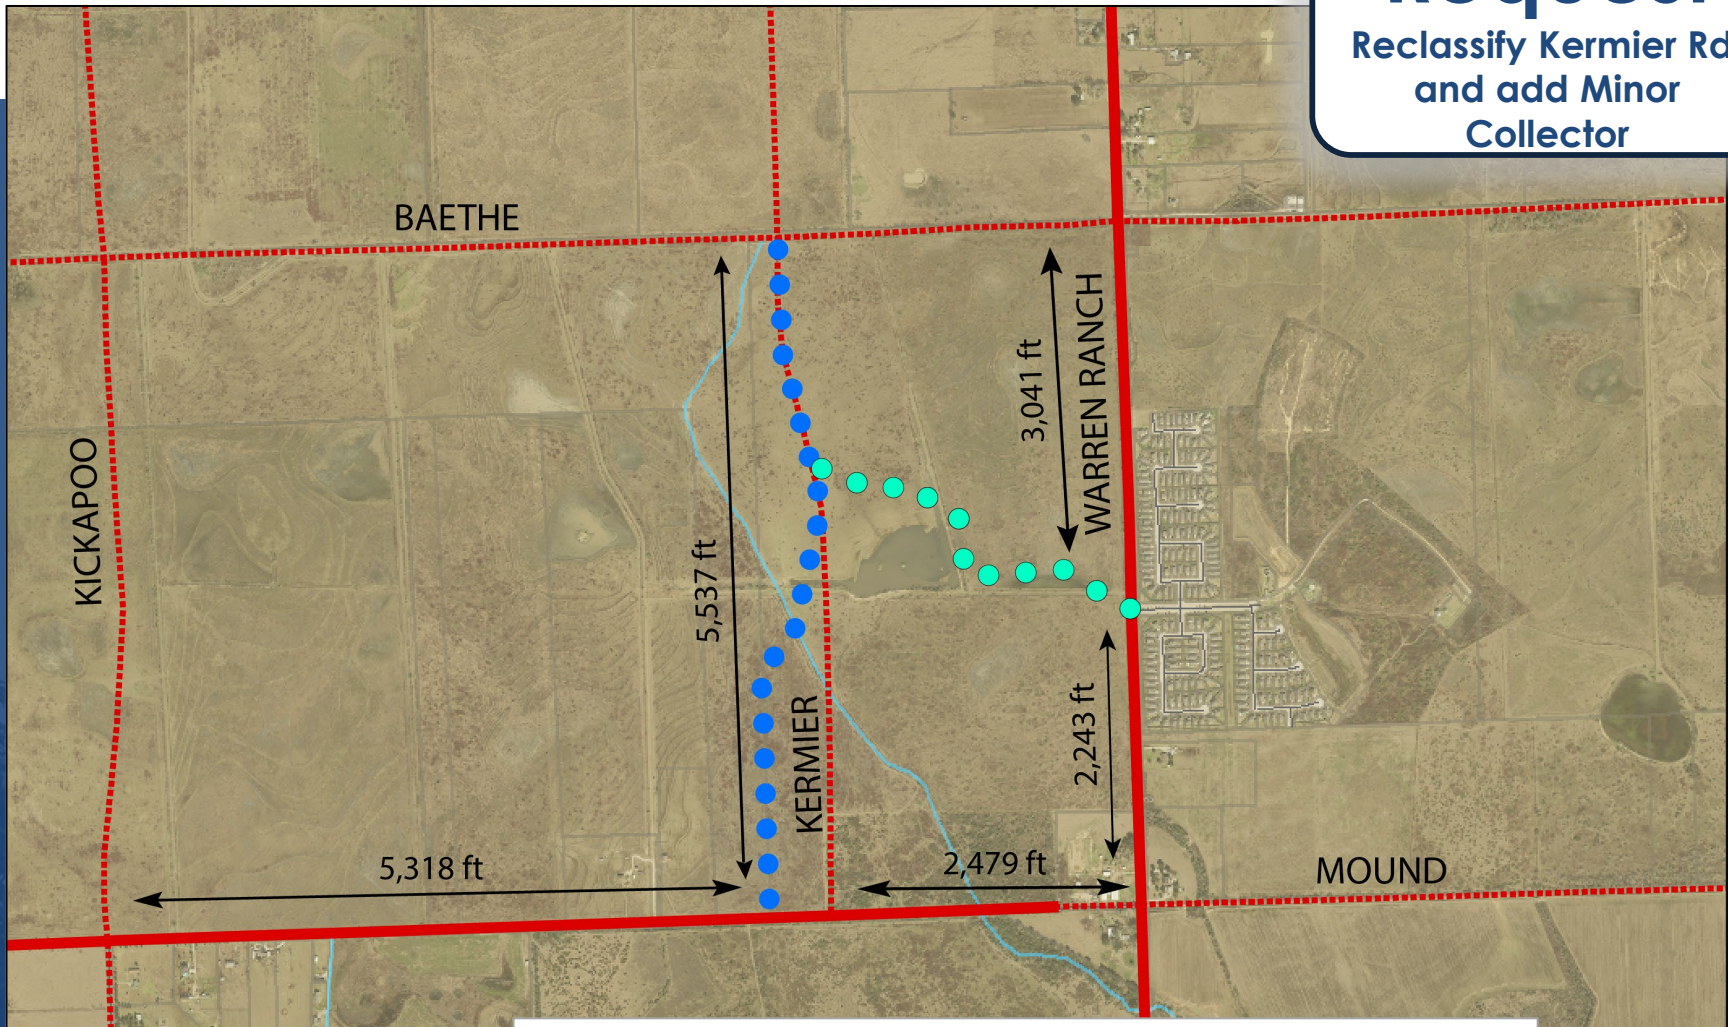 Reclassify Kermier Rd
and add Minor
Collector
BAETHE
KICKAPOO
5,537 ft
KERMIER
3,041 ft
WARREN RANCH
2,243 ft
5,318 ft
2,479 ft
MOUND